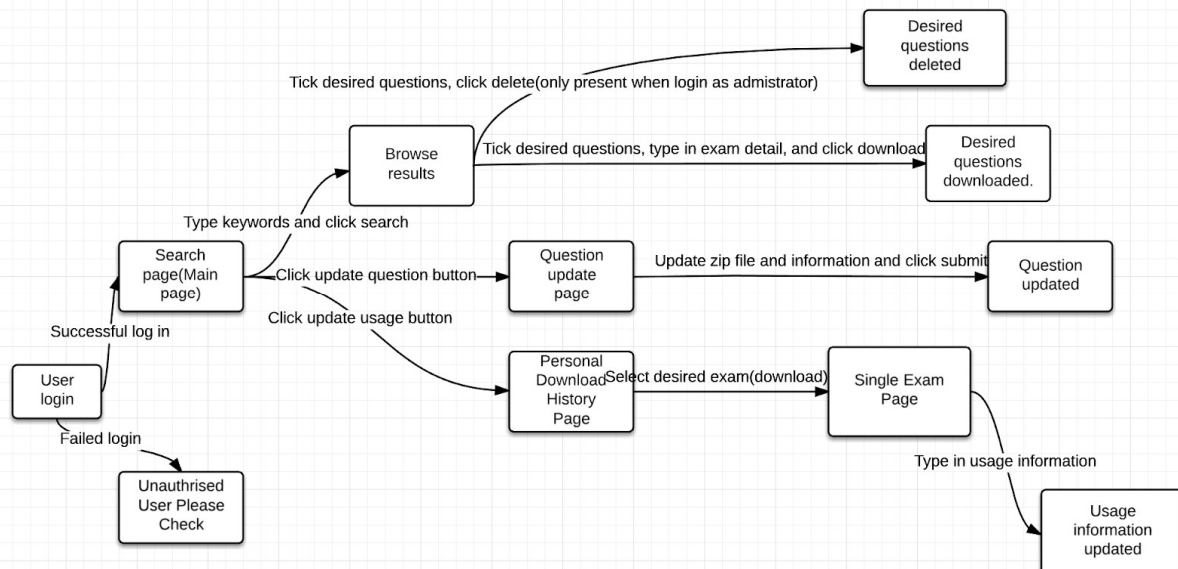 Desired
questions
deleted
Tick desired questions, click delete(only present when login as admistrator)
Browse
results
Tick desired questions, type in exam detail, and click download
Desired
questions
downloaded.
Type keywords and click search
Search
page(Main
page)
Click update question button
Question
update
page
Update zip file and information and click submit
Question
updated
Click update usage button
Successful log in
Personal
Download
History
Page
Select desired exam(download)
Single Exam
Page
User
login
Failed login
Type in usage information
Unauthrised
User Please
Check
Usage
information
updated